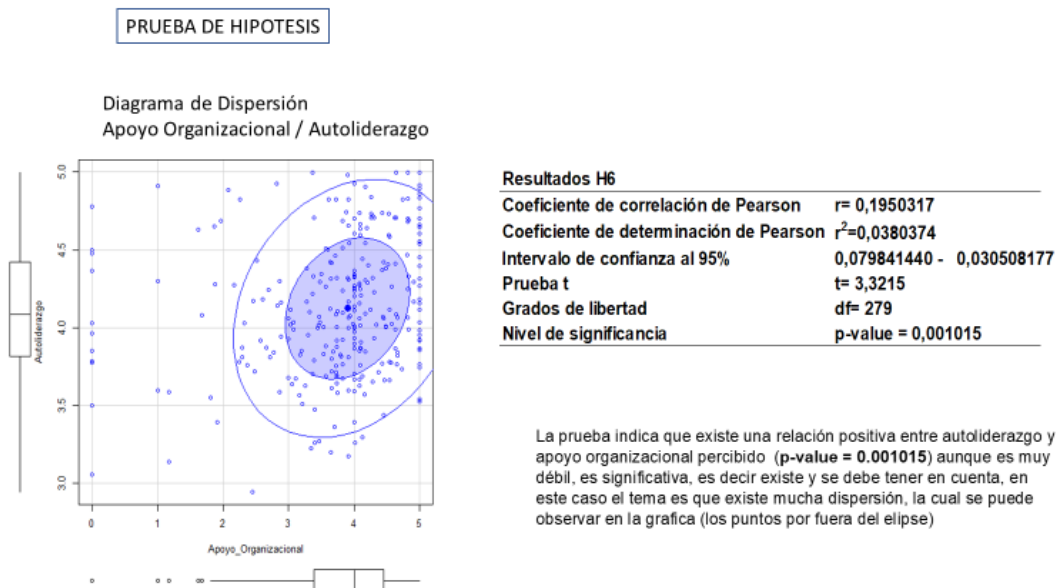 PRUEBA DE HIPOTESIS
Diagrama de Dispersión
Apoyo Organizacional / Autoliderazgo
5.0
4.5
4.0
3.5
3.0
Autoliderazgo
0 1 2 3 4 5
Apoyo_Organizacional
Resultados H6
Coeficiente de correlación de Pearson r= 0,1950317
Coeficiente de determinación de Pearson r²=0,0380374
Intervalo de confianza al 95% 0,079841440 - 0,030508177
Prueba t t= 3,3215
Grados de libertad df= 279
Nivel de significancia p-value = 0,001015
La prueba indica que existe una relación positiva entre autoliderazgo y
apoyo organizacional percibido (p-value = 0.001015) aunque es muy
débil, es significativa, es decir existe y se debe tener en cuenta, en
este caso el tema es que existe mucha dispersión, la cual se puede
observar en la grafica (los puntos por fuera del elipse)